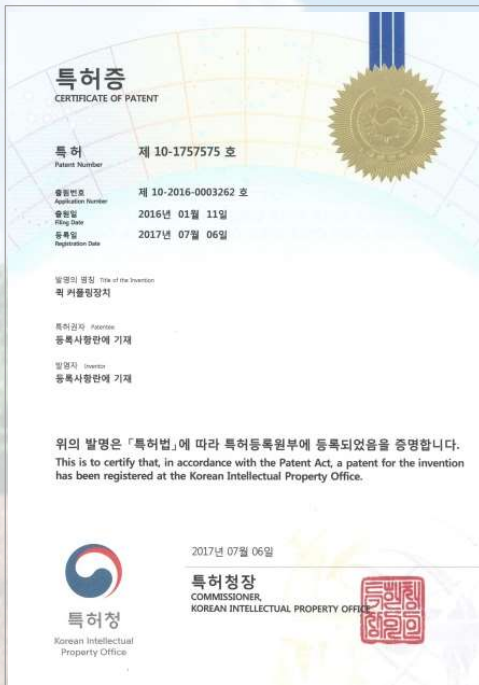 특허증
CERTIFICATE OF PATENT
특 허 제 10-1757575 호
Patent Number
출원번호 제 10-2016-0003262 호
Application Number
출원일 2016년 01월 11일
Filing Date
등록일 2017년 07월 06일
Registration Date
발명의 명칭 Title of the Invention
퀵 커플링장치
특허권자 Patentee
등록사항란에 기재
발명자 Inventor
등록사항란에 기재
위의 발명은 「특허법」에 따라 특허등록원부에 등록되었음을 증명합니다.
This is to certify that, in accordance with the Patent Act, a patent for the invention
has been registered at the Korean Intellectual Property Office.
2017년 07월 06일
특허청장
COMMISSIONER,
KOREAN INTELLECTUAL PROPERTY OFFICE
특허청
Korean Intellectual
Property Office